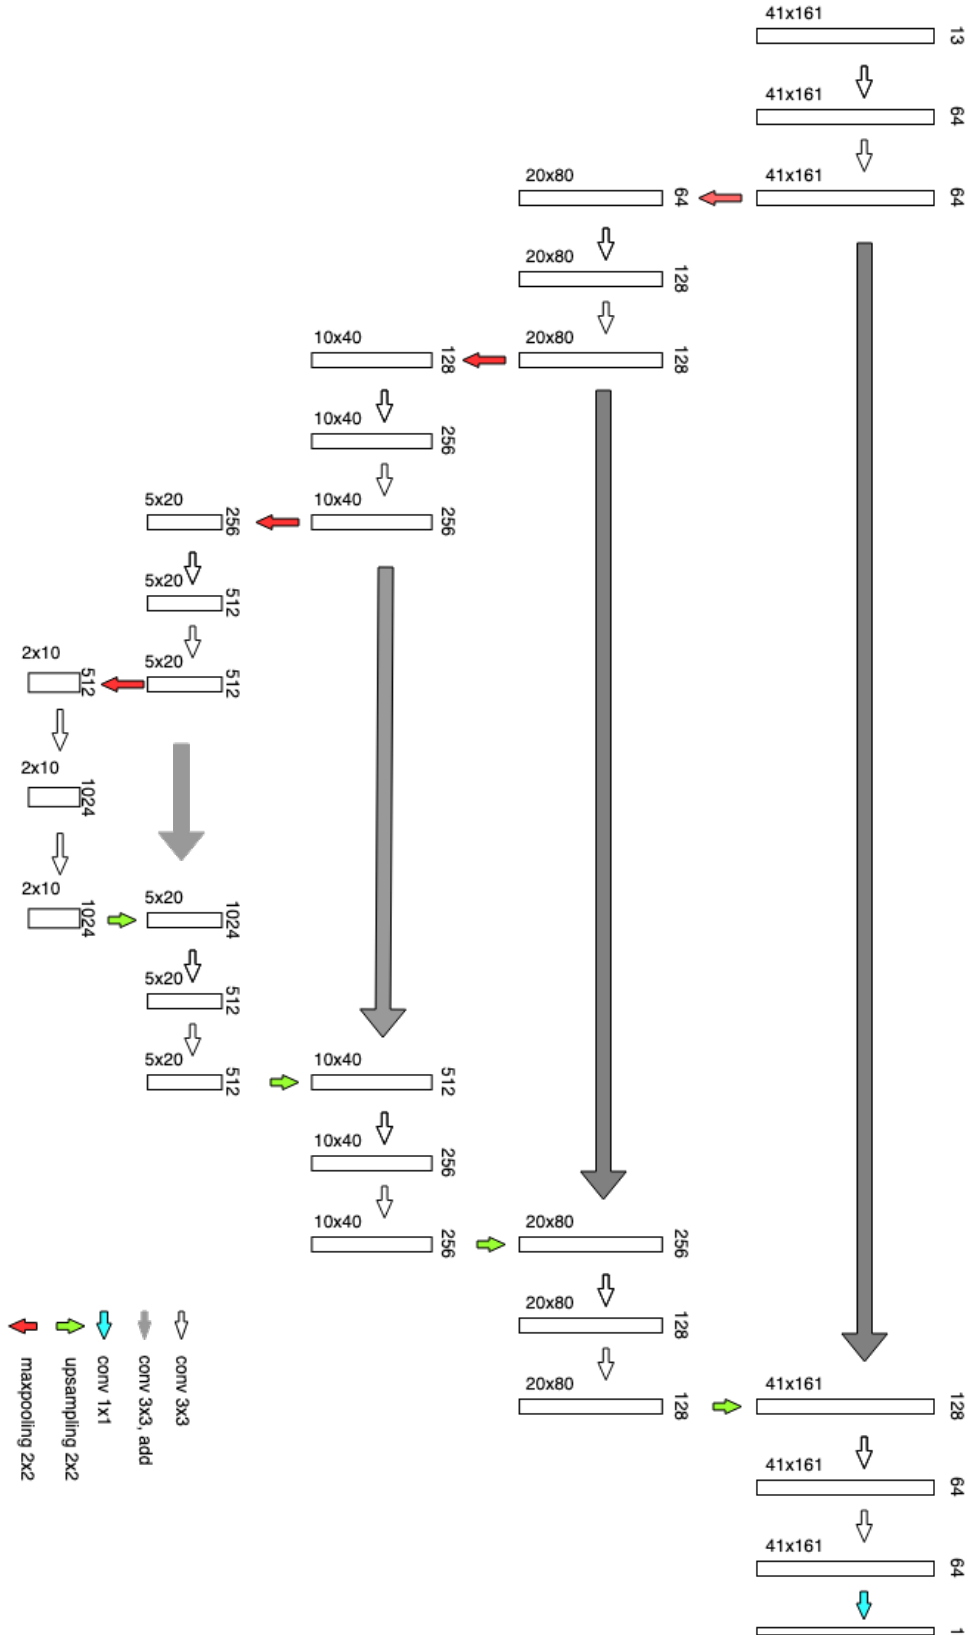 41x161
13
41x161
64
41x161
64
20x80
64
20x80
128
20x80
128
10x40
128
10x40
256
10x40
256
5x20
256
5x20
512
5x20
512
2x10
512
2x10
1024
2x10
1024
5x20
1024
5x20
512
5x20
512
10x40
512
10x40
256
10x40
256
20x80
256
20x80
128
20x80
128
41x161
128
41x161
64
41x161
64
1
conv 3x3
conv 3x3, add
conv 1x1
upsampling 2x2
maxpooling 2x2